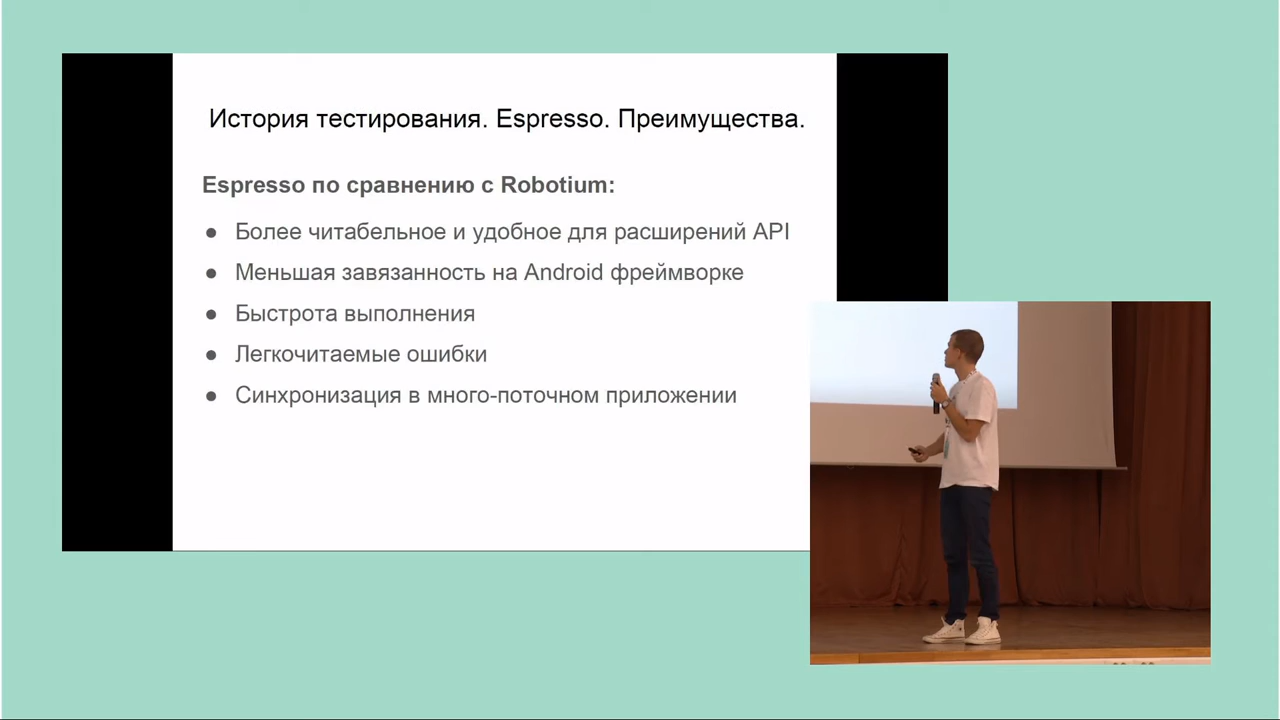 История тестирования. Espresso. Преимущества.
Espresso по сравнению с Robotium:
● Более читабельное и удобное для расширений API
● Меньшая завязанность на Android фреймворке
● Быстрота выполнения
● Легкочитаемые ошибки
● Синхронизация в много-поточном приложении